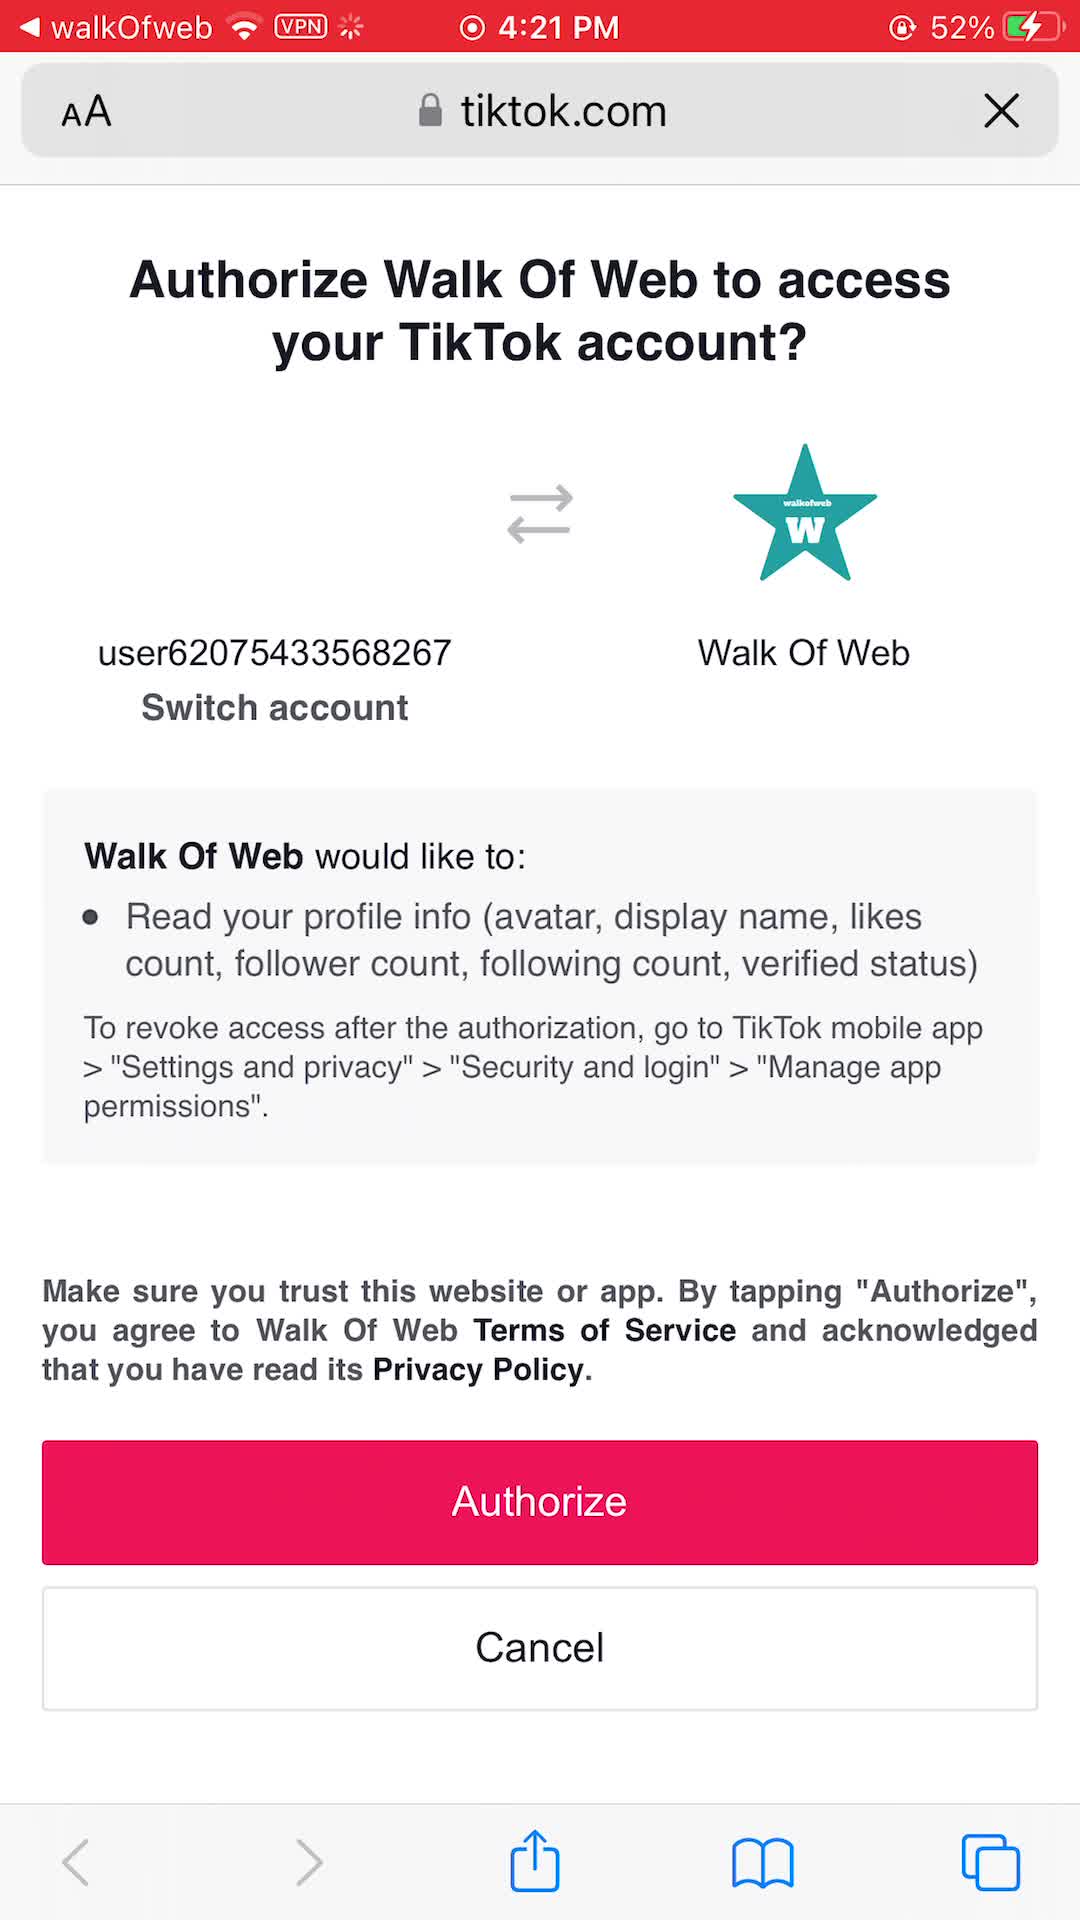 walkOfweb VPN 4:21 PM 52%
AA tiktok.com
Authorize Walk Of Web to access
your TikTok account?
walkofweb
W
user62075433568267
Walk Of Web
Switch account
Walk Of Web would like to:
• Read your profile info (avatar, display name, likes
count, follower count, following count, verified status)
To revoke access after the authorization, go to TikTok mobile app
> "Settings and privacy" > "Security and login" > "Manage app
permissions".
Make sure you trust this website or app. By tapping "Authorize",
you agree to Walk Of Web Terms of Service and acknowledged
that you have read its Privacy Policy.
Authorize
Cancel